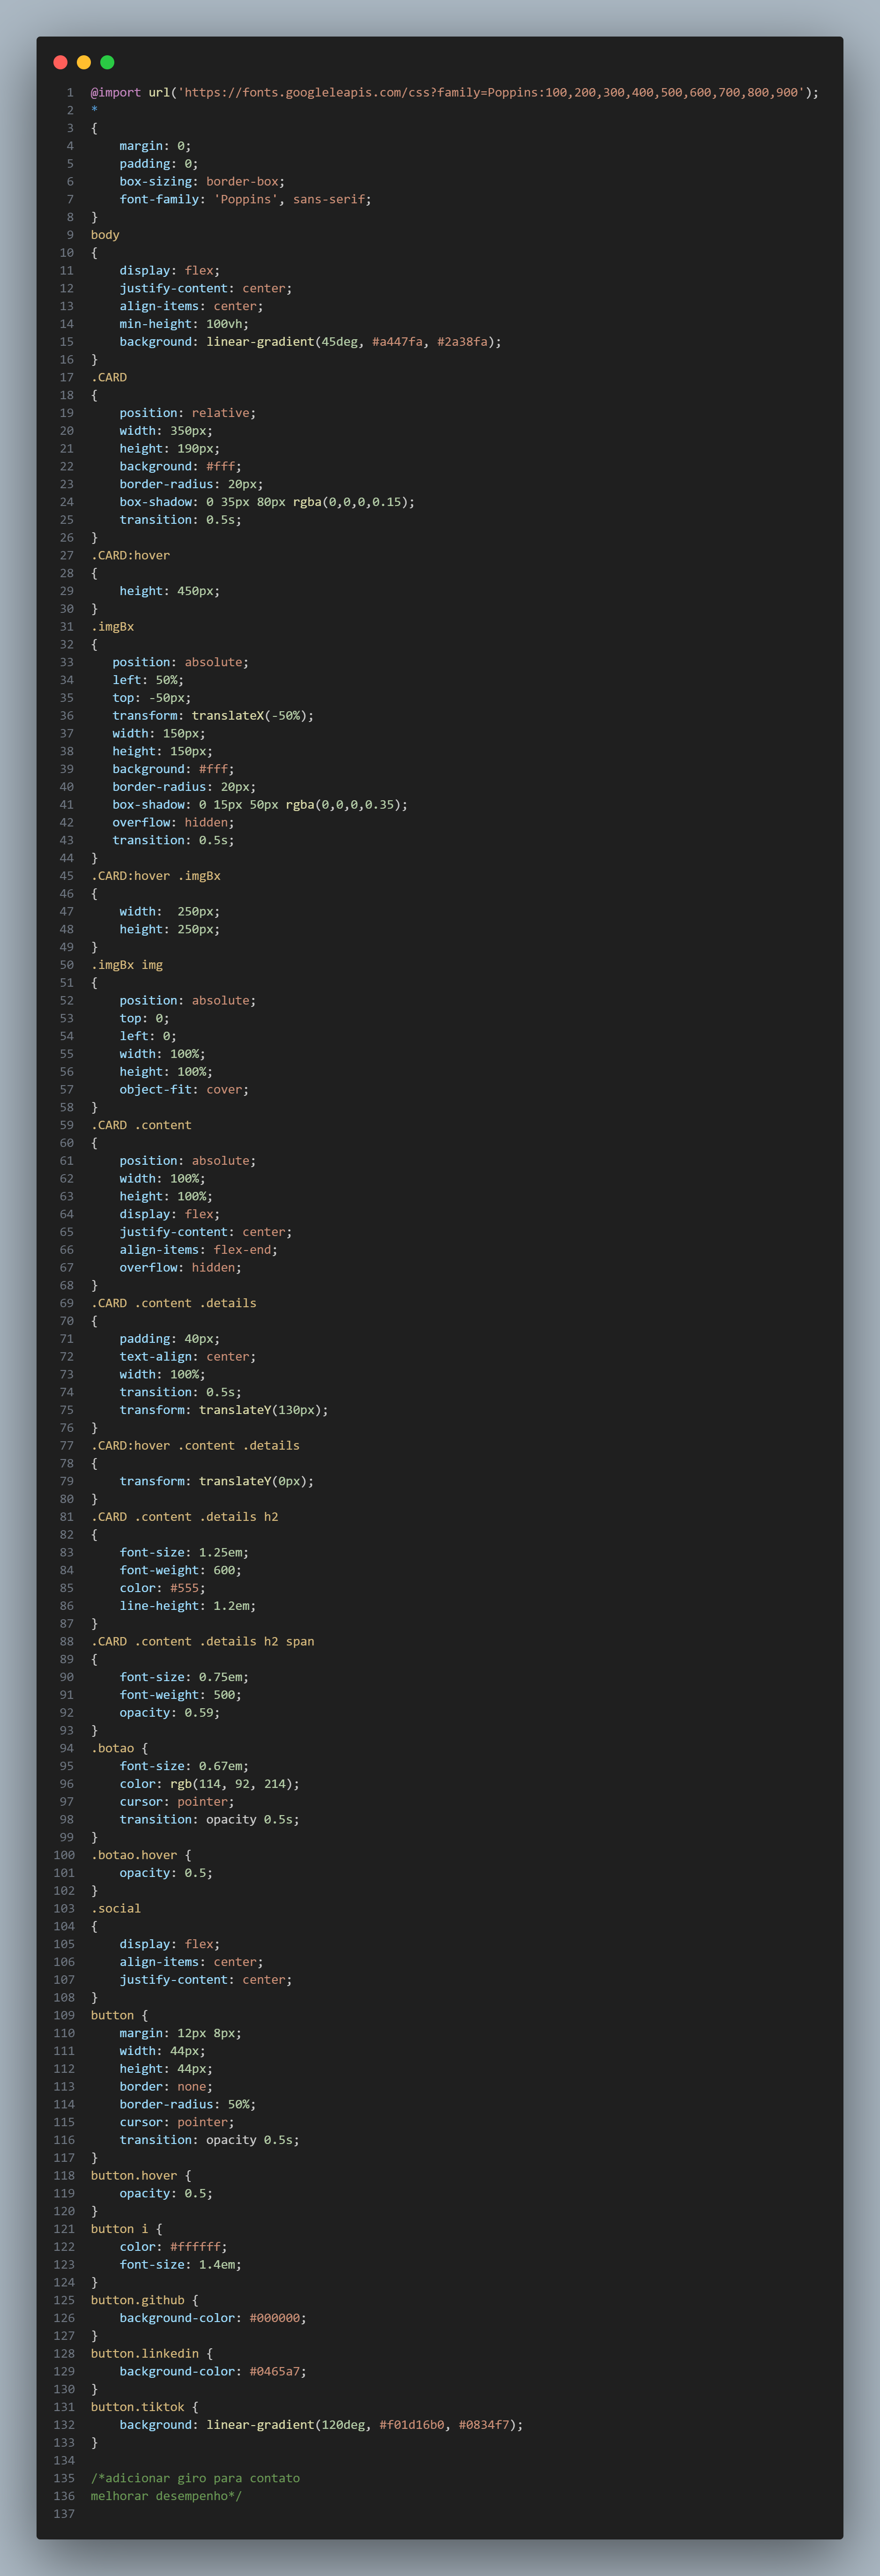 1 @import url('https://fonts.googleleapis.com/css?family=Poppins:100,200,300,400,500,600,700,800,900');
2 *
3 {
4     margin: 0;
5     padding: 0;
6     box-sizing: border-box;
7     font-family: 'Poppins', sans-serif;
8 }
9 body
10 {
11     display: flex;
12     justify-content: center;
13     align-items: center;
14     min-height: 100vh;
15     background: linear-gradient(45deg, #a447fa, #2a38fa);
16 }
17 .CARD
18 {
19     position: relative;
20     width: 350px;
21     height: 190px;
22     background: #fff;
23     border-radius: 20px;
24     box-shadow: 0 35px 80px rgba(0,0,0,0.15);
25     transition: 0.5s;
26 }
27 .CARD:hover
28 {
29     height: 450px;
30 }
31 .imgBx
32 {
33    position: absolute;
34    left: 50%;
35    top: -50px;
36    transform: translateX(-50%);
37    width: 150px;
38    height: 150px;
39    background: #fff;
40    border-radius: 20px;
41    box-shadow: 0 15px 50px rgba(0,0,0,0.35);
42    overflow: hidden;
43    transition: 0.5s;
44 }
45 .CARD:hover .imgBx
46 {
47     width:  250px;
48     height: 250px;
49 }
50 .imgBx img
51 {
52     position: absolute;
53     top: 0;
54     left: 0;
55     width: 100%;
56     height: 100%;
57     object-fit: cover;
58 }
59 .CARD .content
60 {
61     position: absolute;
62     width: 100%;
63     height: 100%;
64     display: flex;
65     justify-content: center;
66     align-items: flex-end;
67     overflow: hidden;
68 }
69 .CARD .content .details
70 {
71     padding: 40px;
72     text-align: center;
73     width: 100%;
74     transition: 0.5s;
75     transform: translateY(130px);
76 }
77 .CARD:hover .content .details
78 {
79     transform: translateY(0px);
80 }
81 .CARD .content .details h2
82 {
83     font-size: 1.25em;
84     font-weight: 600;
85     color: #555;
86     line-height: 1.2em;
87 }
88 .CARD .content .details h2 span
89 {
90     font-size: 0.75em;
91     font-weight: 500;
92     opacity: 0.59;
93 }
94 .botao {
95     font-size: 0.67em;
96     color: rgb(114, 92, 214);
97     cursor: pointer;
98     transition: opacity 0.5s;
99 }
100 .botao.hover {
101     opacity: 0.5;
102 }
103 .social
104 {
105     display: flex;
106     align-items: center;
107     justify-content: center;
108 }
109 button {
110     margin: 12px 8px;
111     width: 44px;
112     height: 44px;
113     border: none;
114     border-radius: 50%;
115     cursor: pointer;
116     transition: opacity 0.5s;
117 }
118 button.hover {
119     opacity: 0.5;
120 }
121 button i {
122     color: #ffffff;
123     font-size: 1.4em;
124 }
125 button.github {
126     background-color: #000000;
127 }
128 button.linkedin {
129     background-color: #0465a7;
130 }
131 button.tiktok {
132     background: linear-gradient(120deg, #f01d16b0, #0834f7);
133 }
134
135 /*adicionar giro para contato
136 melhorar desempenho*/
137